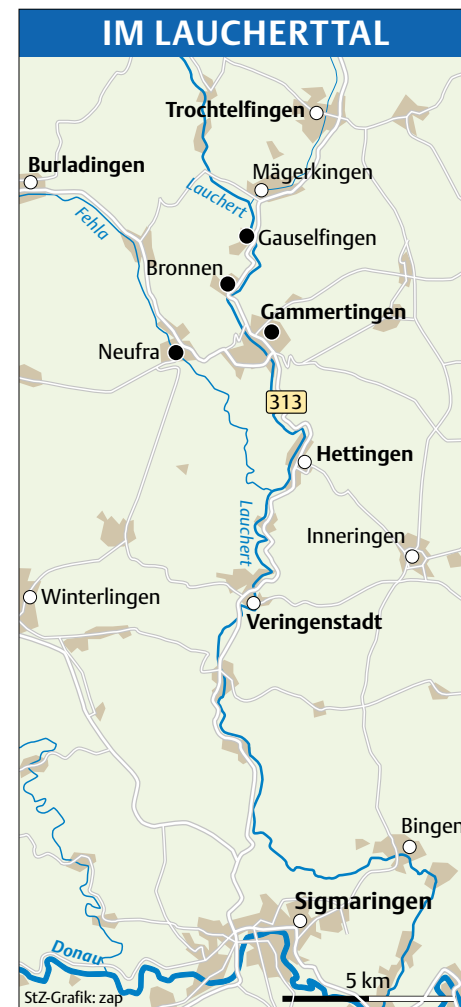 IM LAUCHERTTAL
Trochtelfingen
Burladingen
Mägerkingen
Lauchert
Fehla
Gauselfingen
Bronnen
Gammertingen
Neufra
313
Hettingen
Lauchert
Inneringen
Winterlingen
Veringenstadt
Bingen
Sigmaringen
Donau
5 km
StZ-Grafik: zap